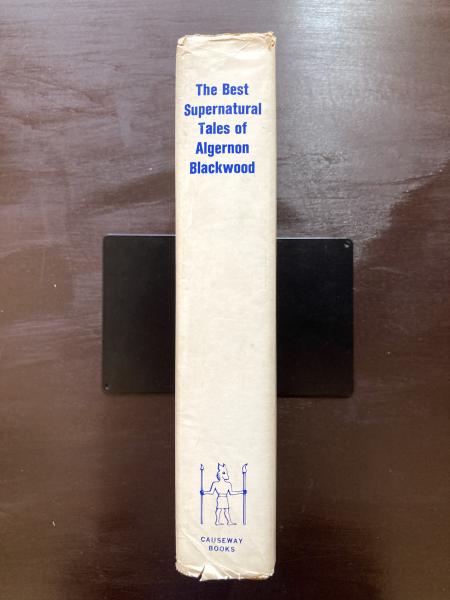 The Best
Supernatural
Tales of
Algernon
Blackwood
CAUSEWAY
BOOKS